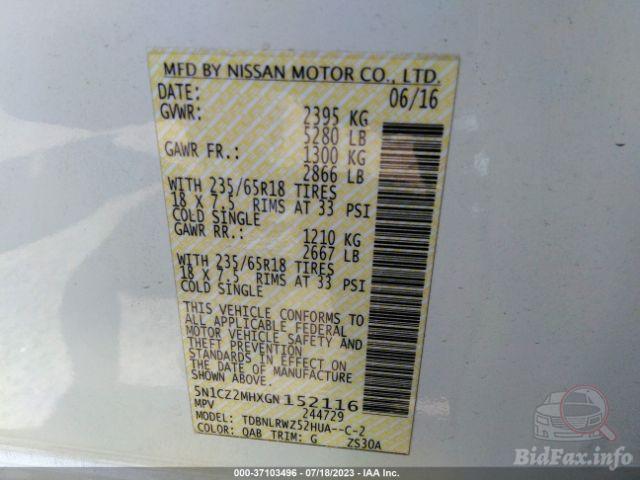 MFD BY NISSAN MOTOR CO., LTD.
DATE: 06/16
GVWR: 2395 KG
5280 LB
GAWR FR.: 1300 KG
2866 LB
WITH 235/65R18 TIRES
18 X 7.5 RIMS AT 33 PSI
COLD SINGLE
GAWR RR.: 1210 KG
2667 LB
WITH 235/65R18 TIRES
18 X 7.5 RIMS AT 33 PSI
COLD SINGLE
THIS VEHICLE CONFORMS TO
ALL APPLICABLE FEDERAL
MOTOR VEHICLE SAFETY AND
THEFT PREVENTION
STANDARDS IN EFFECT ON
THE DATE OF MANUFACTURE
SHOWN ABOVE.
5N1CZ2MHXGN152116
MPV 244729
MODEL: TDBNLRWZ52HUA--C-2
COLOR: QAB TRIM: G ZS30A
000-37103496 - 07/18/2023 - IAA Inc.
BidFax.info